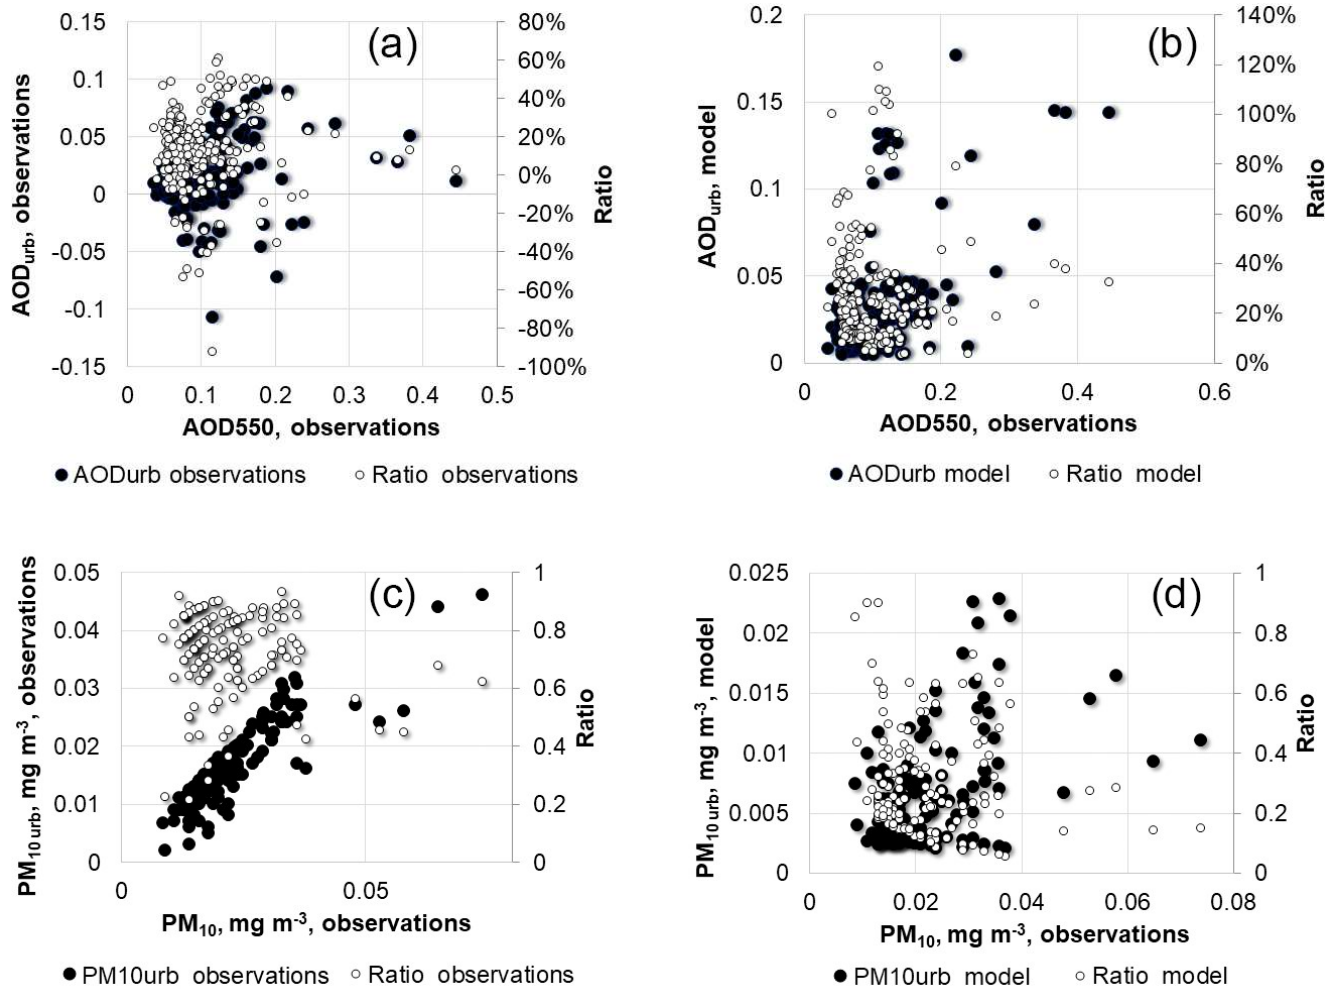 (a)
AODurb, observations
0.15
0.1
0.05
0
-0.05
-0.1
-0.15
80%
60%
40%
20%
0%
-20%
-40%
-60%
-80%
-100%
Ratio
0 0.1 0.2 0.3 0.4 0.5
AOD550, observations
AODurb observations Ratio observations
(b)
AODurb, model
0.2
0.15
0.1
0.05
0
140%
120%
100%
80%
60%
40%
20%
0%
Ratio
0 0.2 0.4 0.6
AOD550, observations
AODurb model Ratio model
(c)
PM10urb, mg m-3, observations
0.05
0.04
0.03
0.02
0.01
0
1
0.8
0.6
0.4
0.2
0
Ratio
0 0.05
PM10, mg m-3, observations
PM10urb observations Ratio observations
(d)
PM10urb, mg m-3, model
0.025
0.02
0.015
0.01
0.005
0
1
0.8
0.6
0.4
0.2
0
Ratio
0 0.02 0.04 0.06 0.08
PM10, mg m-3, observations
PM10urb model Ratio model